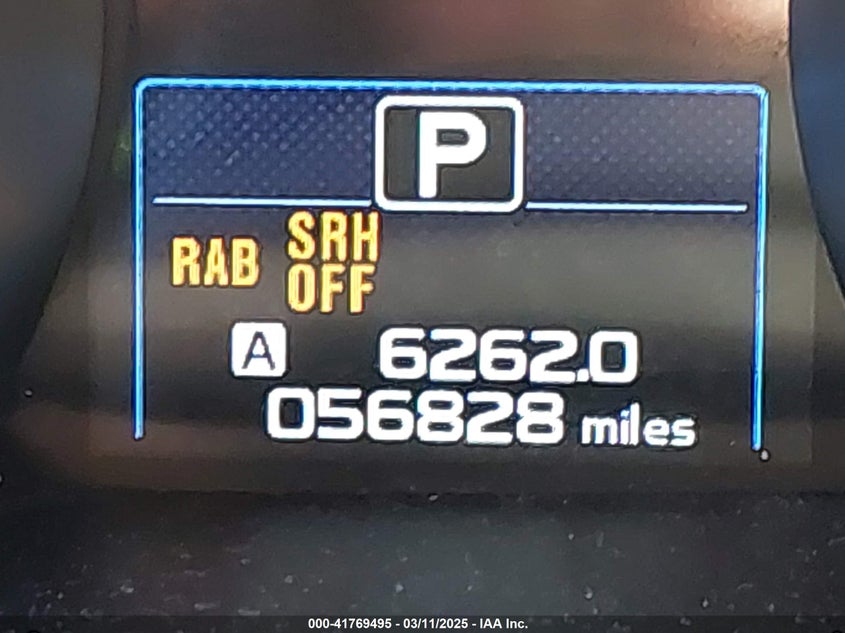 P
RAB SRH
OFF
A 6262.0
056828 miles
000-41769495 - 03/11/2025 - IAA Inc.